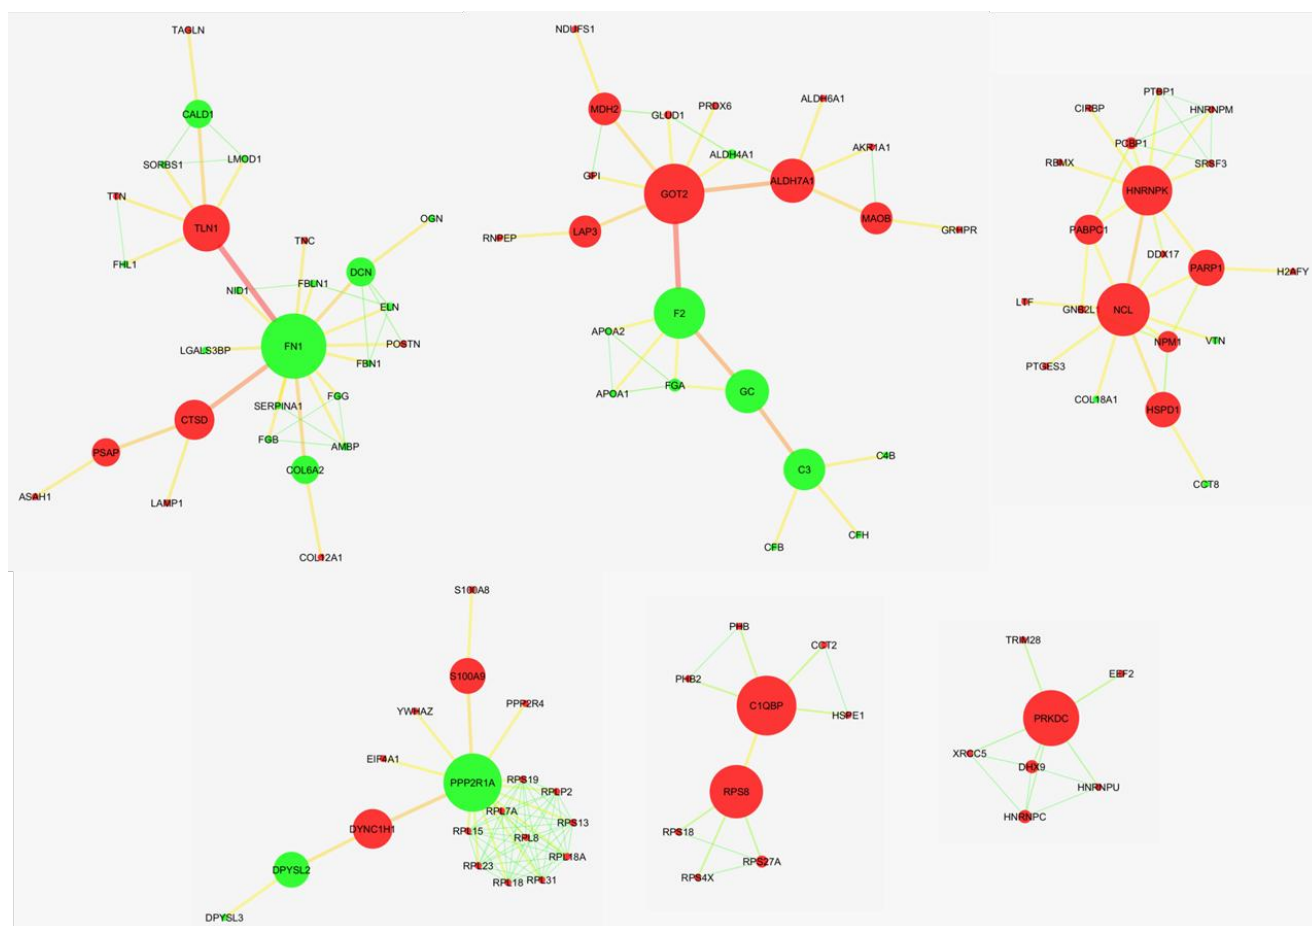 TAGLN
CALD1
SORBS1
LMOD1
TTN
TLN1
OGN
TNC
FHL1
DCN
NID1
FBLN1
ELN
FN1
POSTN
LGALS3BP
FBN1
FGG
SERPINA1
CTSD
FGB
AMBP
PSAP
COL6A2
ASAH1
LAMP1
COL12A1
NDUFS1
ALDH6A1
MDH2
PRDX6
GLUD1
AKR1A1
ALDH4A1
GPI
GOT2
ALDH7A1
MAOB
LAP3
GRHPR
RNPEP
F2
APOA2
FGA
GC
APOA1
C4B
C3
CFH
CFB
PTBP1
CIRBP
HNRNPM
PCBP1
RBMX
SRSF3
HNRNPK
PABPC1
DDX17
PARP1
H2AFY
LTF
GNB2L1
NCL
NPM1
VTN
PTGES3
COL18A1
HSPD1
CCT8
S100A8
S100A9
YWHAZ
PPP2R4
EIF4A1
PPP2R1A
RPS19
RPLP2
RPL7A
RPS13
DYNC1H1
RPL15
RPL8
RPL18A
RPL23
DPYSL2
RPL18
RPL31
DPYSL3
PHB
CCT2
PHB2
C1QBP
HSPE1
RPS8
RPS18
RPS27A
RPS4X
TRIM28
EEF2
PRKDC
XRCC5
DHX9
HNRNPU
HNRNPC